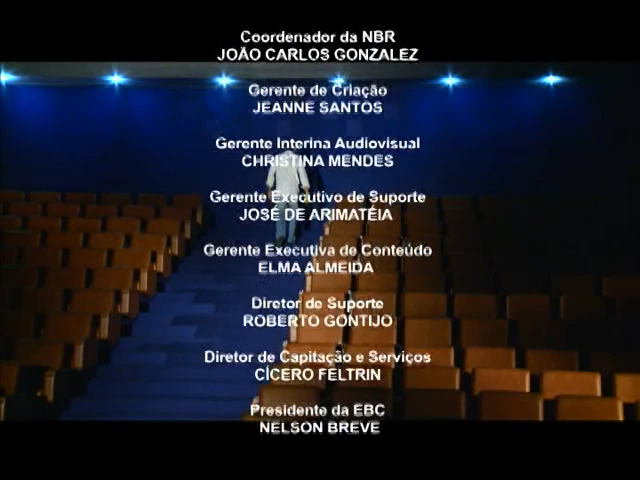 Coordenador da NBR
JOÃO CARLOS GONZALEZ
Gerente de Criação
JEANNE SANTOS
Gerente Interina Audiovisual
CHRISTINA MENDES
Gerente Executivo de Suporte
JOSÉ DE ARIMATÉIA
Gerente Executiva de Conteúdo
ELMA ALMEIDA
Diretor de Suporte
ROBERTO GONTIJO
Diretor de Capitação e Serviços
CÍCERO FELTRIN
Presidente da EBC
NELSON BREVE